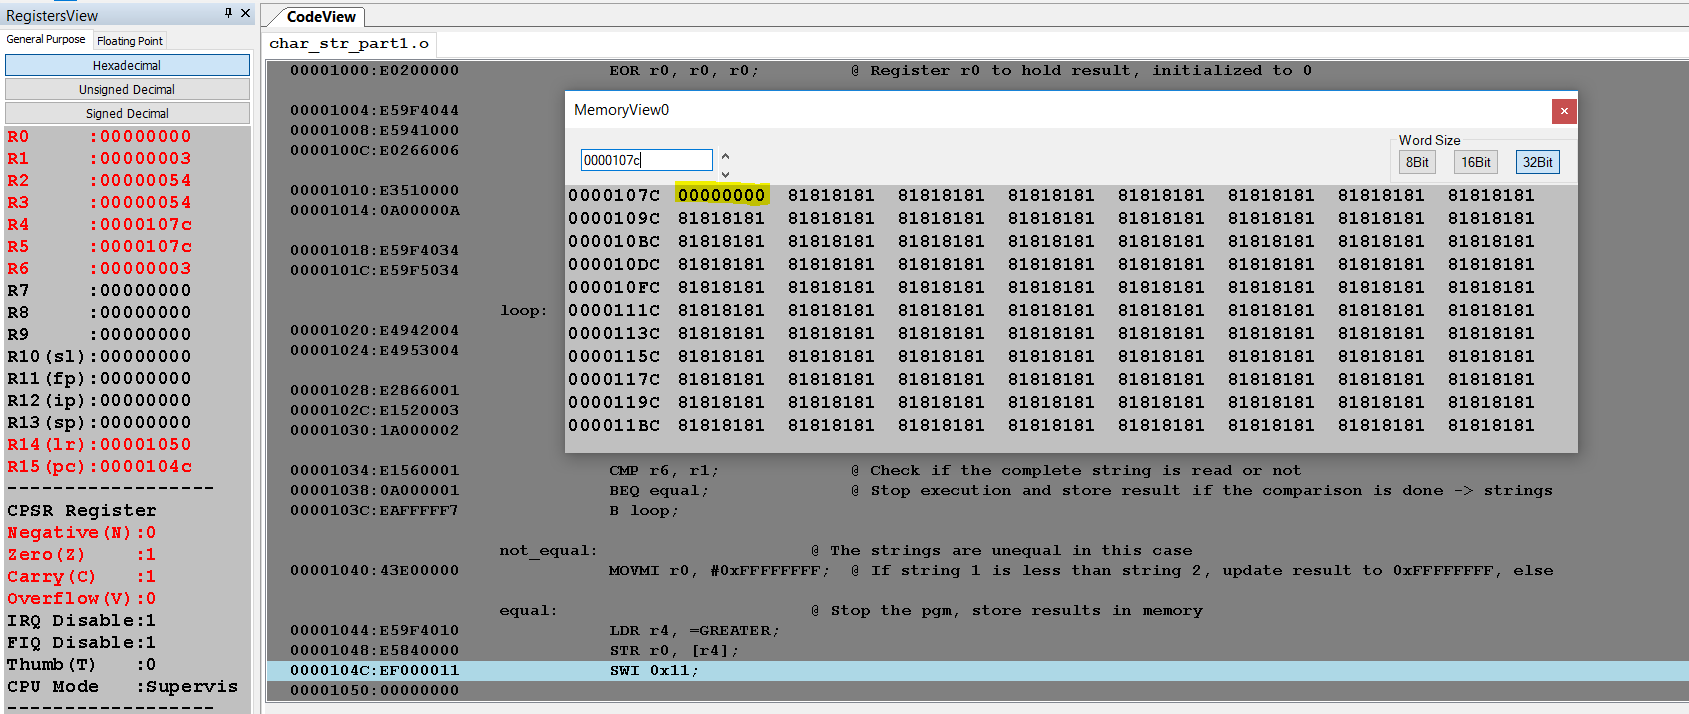 RegistersView
General Purpose Floating Point
Hexadecimal
Unsigned Decimal
Signed Decimal
R0 :00000000
R1 :00000003
R2 :00000054
R3 :00000054
R4 :0000107c
R5 :0000107c
R6 :00000003
R7 :00000000
R8 :00000000
R9 :00000000
R10(sl):00000000
R11(fp):00000000
R12(ip):00000000
R13(sp):00000000
R14(lr):00001050
R15(pc):0000104c
--------------------
CPSR Register
Negative(N):0
Zero(Z) :1
Carry(C) :1
Overflow(V):0
IRQ Disable:1
FIQ Disable:1
Thumb(T) :0
CPU Mode :Supervis
--------------------
CodeView
char_str_part1.o
00001000:E0200000 EOR r0, r0, r0; @ Register r0 to hold result, initialized to 0
00001004:E59F4044
00001008:E5941000
0000100C:E0266006
00001010:E3510000
00001014:0A00000A
00001018:E59F4034
0000101C:E59F5034
loop:
00001020:E4942004
00001024:E4953004
00001028:E2866001
0000102C:E1520003
00001030:1A000002
00001034:E1560001 CMP r6, r1; @ Check if the complete string is read or not
00001038:0A000001 BEQ equal; @ Stop execution and store result if the comparison is done -> strings
0000103C:EAFFFFF7 B loop;
not_equal: @ The strings are unequal in this case
00001040:43E00000 MOVMI r0, #0xFFFFFFFF; @ If string 1 is less than string 2, update result to 0xFFFFFFFF, else
equal: @ Stop the pgm, store results in memory
00001044:E59F4010 LDR r4, =GREATER;
00001048:E5840000 STR r0, [r4];
0000104C:EF000011 SWI 0x11;
00001050:00000000
MemoryView0
0000107c
Word Size
8Bit 16Bit 32Bit
0000107C 00000000 81818181 81818181 81818181 81818181 81818181 81818181 81818181
0000109C 81818181 81818181 81818181 81818181 81818181 81818181 81818181 81818181
000010BC 81818181 81818181 81818181 81818181 81818181 81818181 81818181 81818181
000010DC 81818181 81818181 81818181 81818181 81818181 81818181 81818181 81818181
000010FC 81818181 81818181 81818181 81818181 81818181 81818181 81818181 81818181
0000111C 81818181 81818181 81818181 81818181 81818181 81818181 81818181 81818181
0000113C 81818181 81818181 81818181 81818181 81818181 81818181 81818181 81818181
0000115C 81818181 81818181 81818181 81818181 81818181 81818181 81818181 81818181
0000117C 81818181 81818181 81818181 81818181 81818181 81818181 81818181 81818181
0000119C 81818181 81818181 81818181 81818181 81818181 81818181 81818181 81818181
000011BC 81818181 81818181 81818181 81818181 81818181 81818181 81818181 81818181